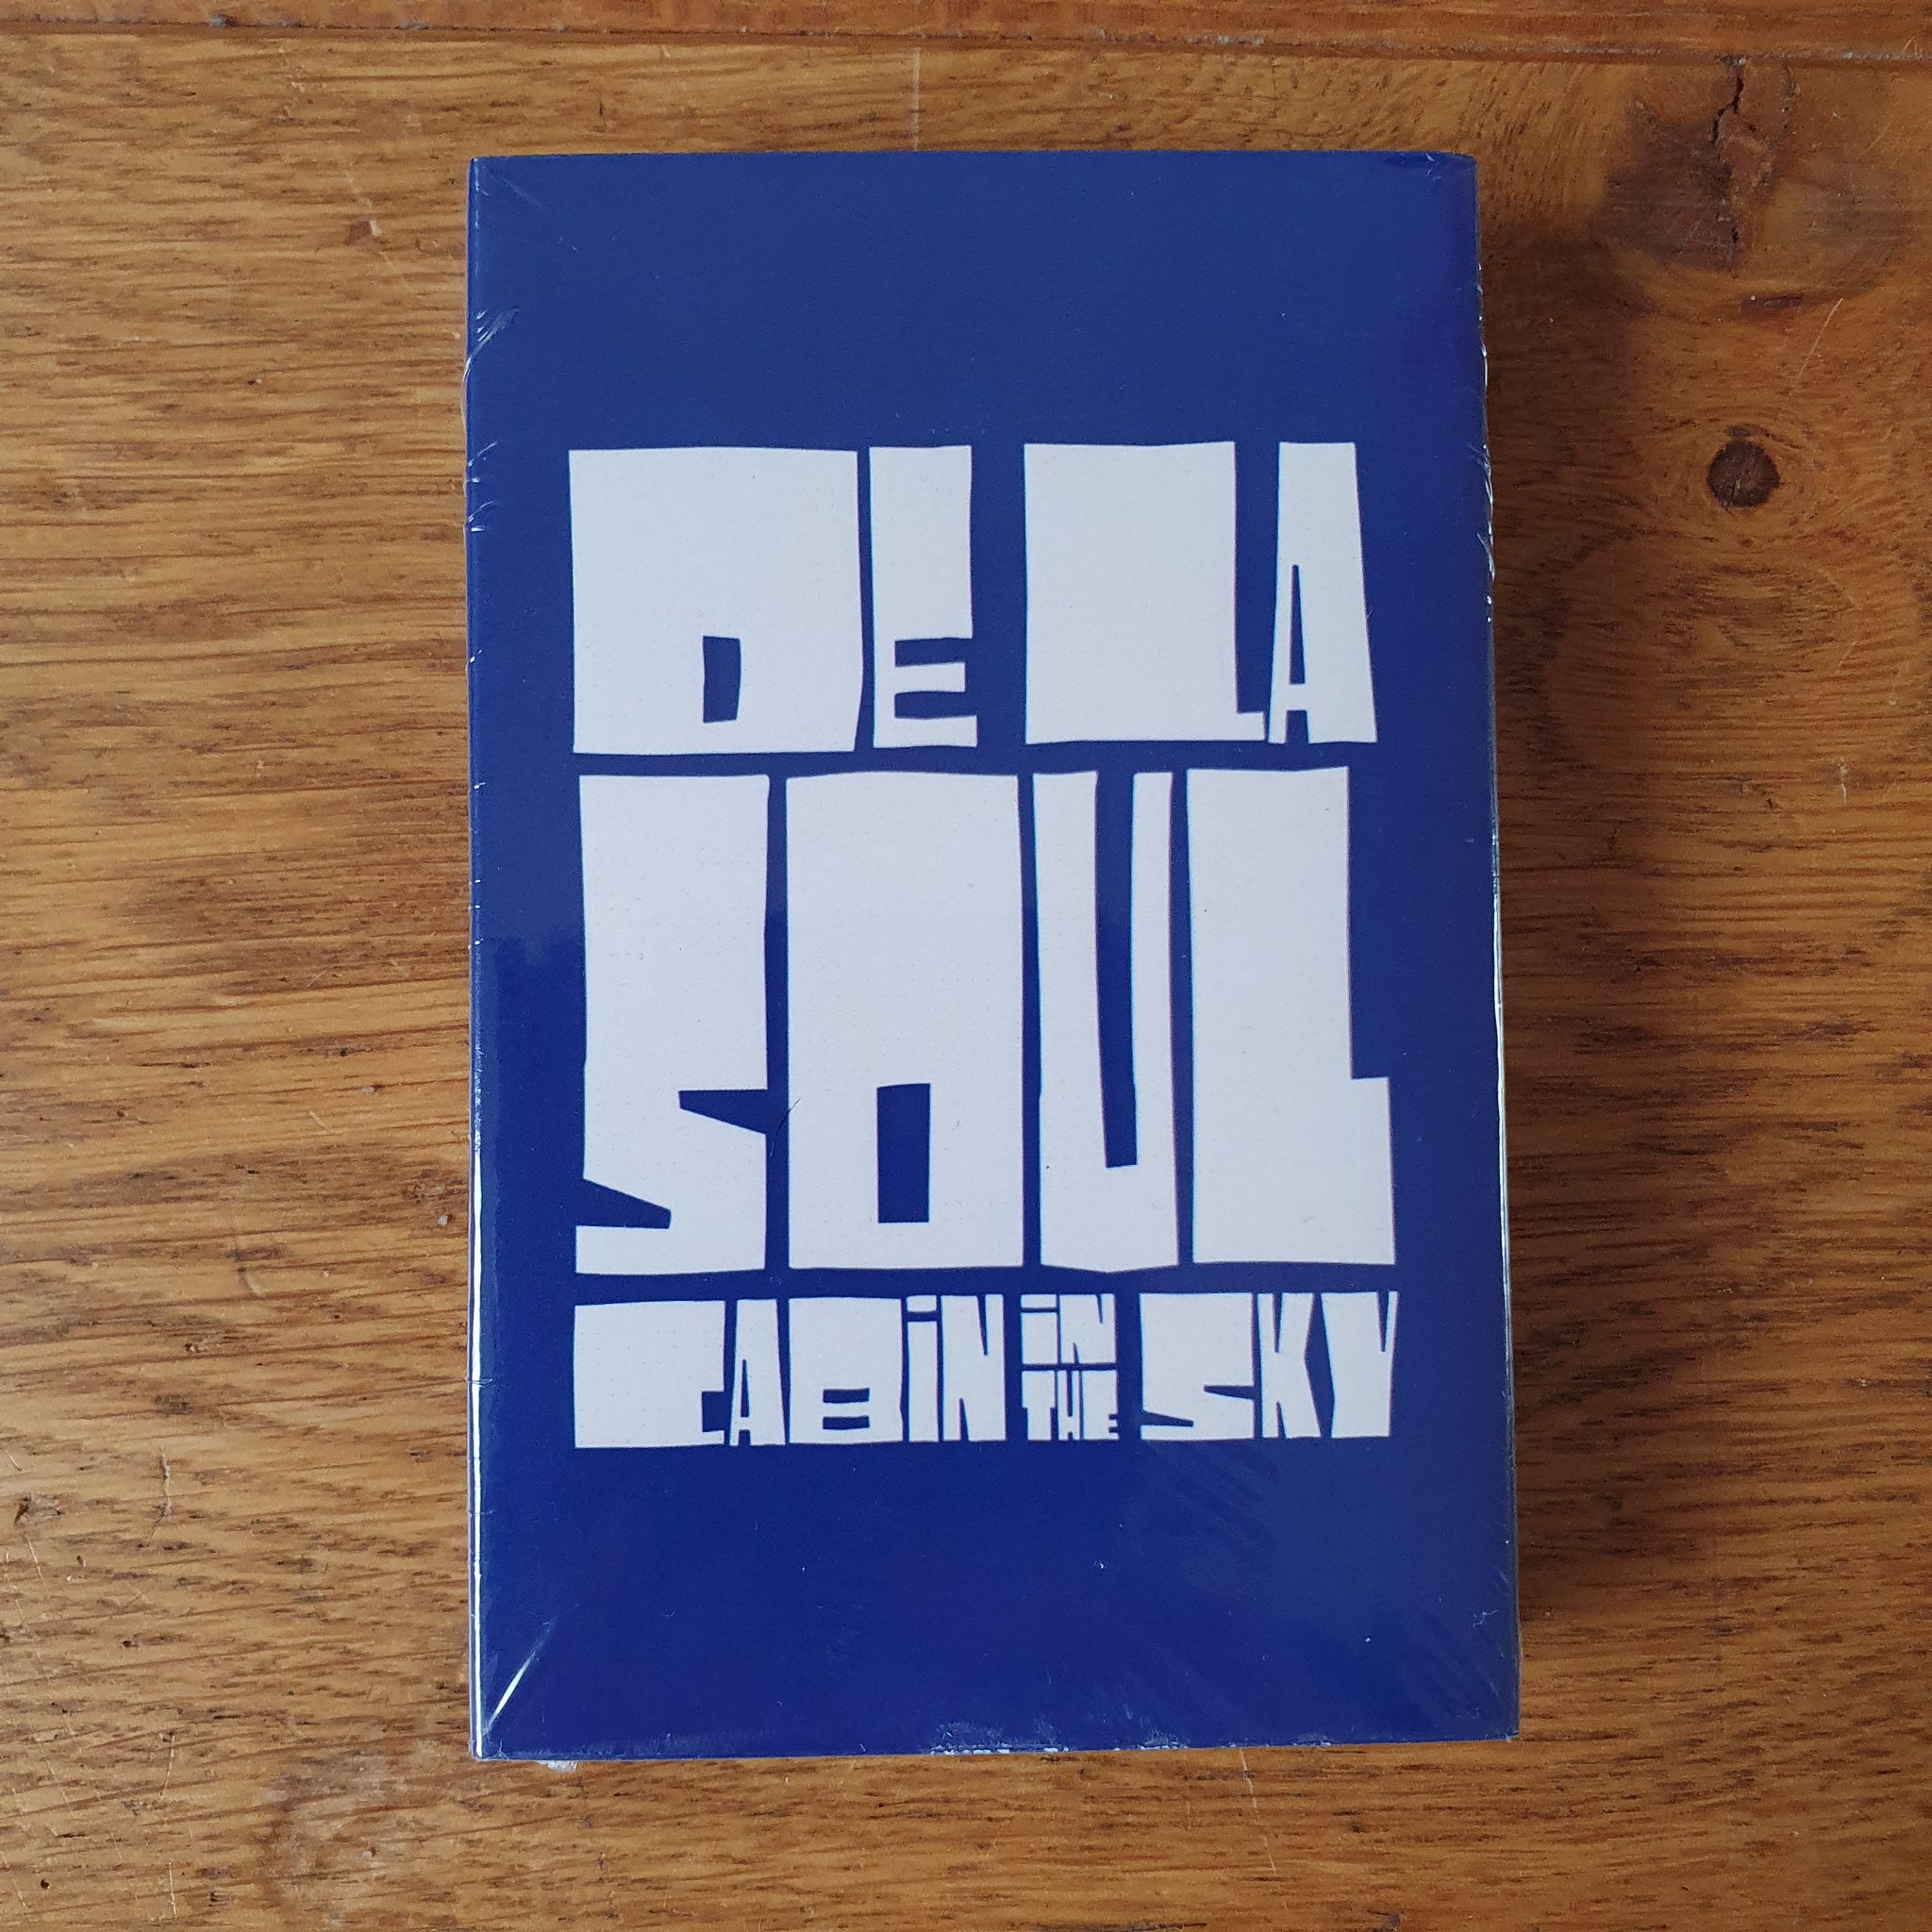 DE LA
SOUL
CABiN iN THE SKY